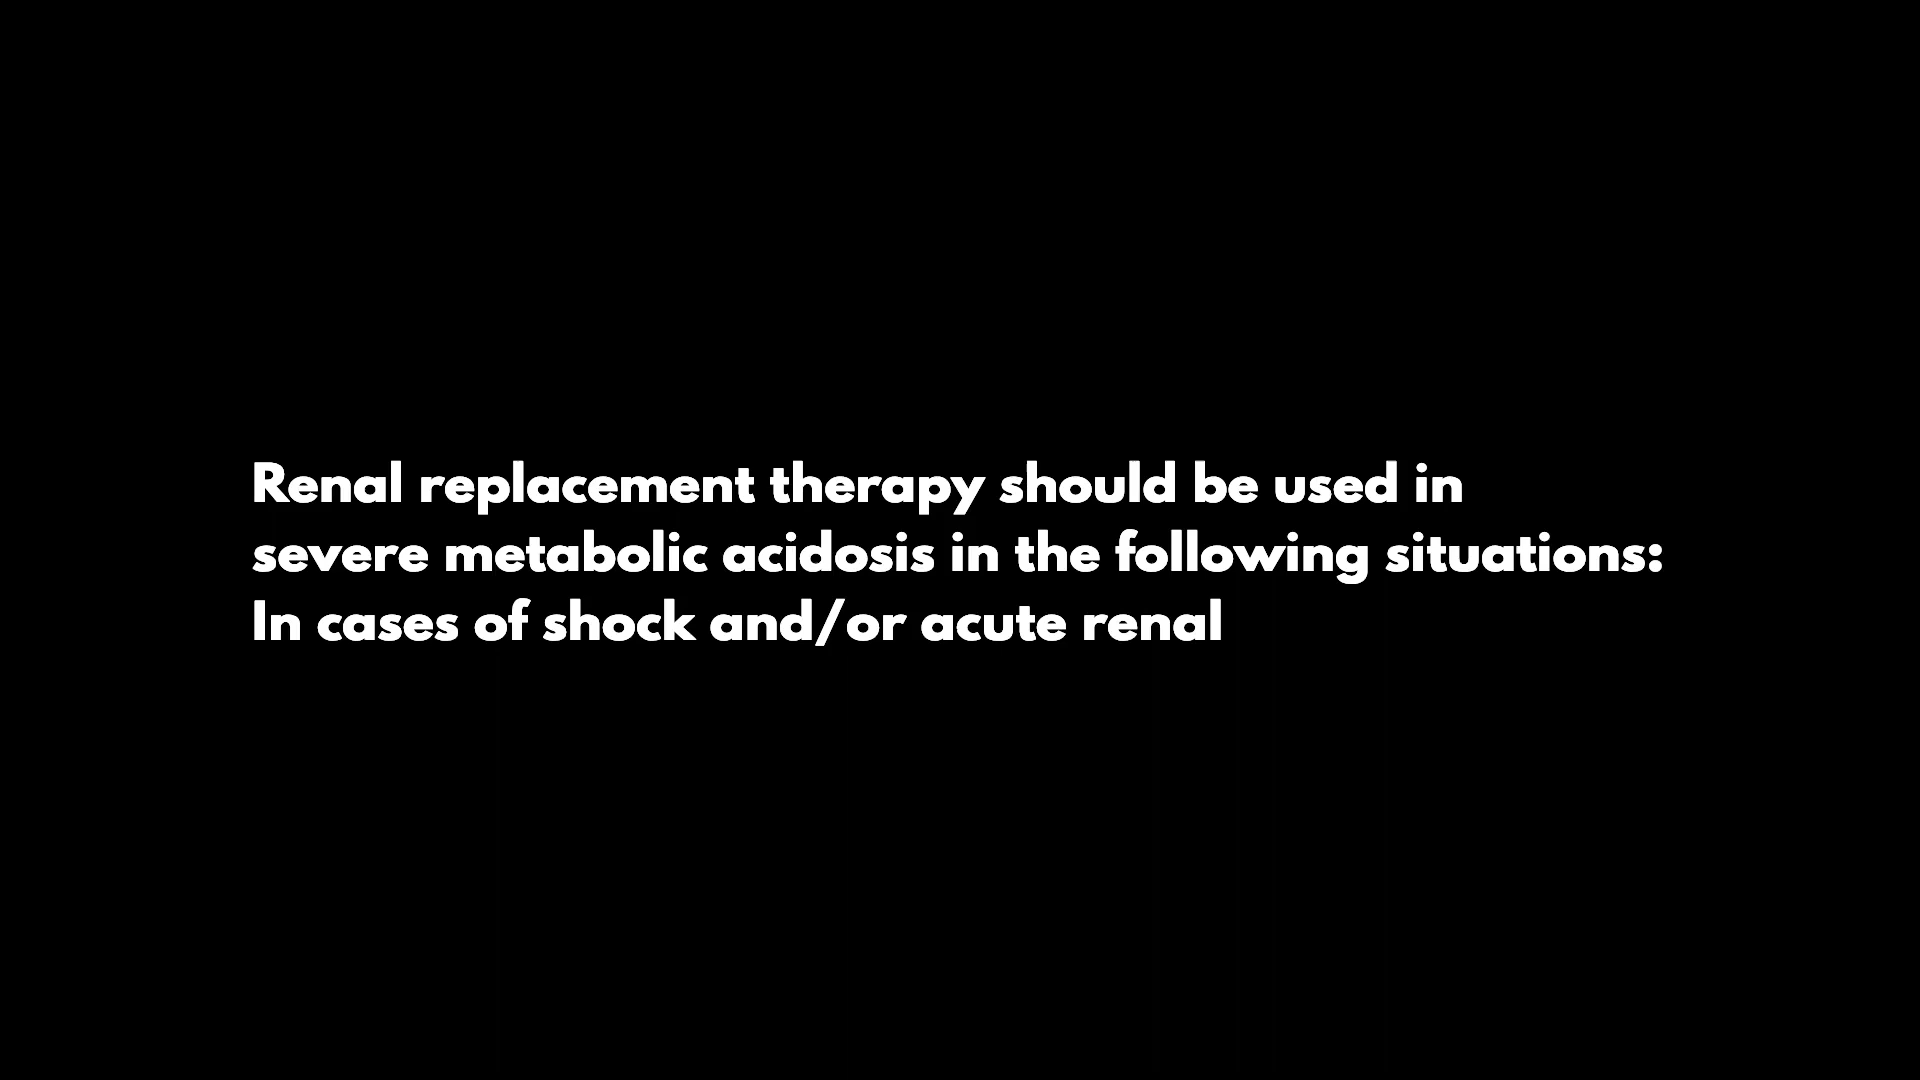 Renal replacement therapy should be used in
severe metabolic acidosis in the following situations:
In cases of shock and/or acute renal